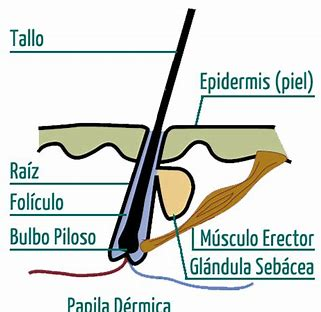 Tallo
Epidermis (piel)
Raíz
Folículo
Bulbo Piloso
Músculo Erector
Glándula Sebácea
Papila Dérmica